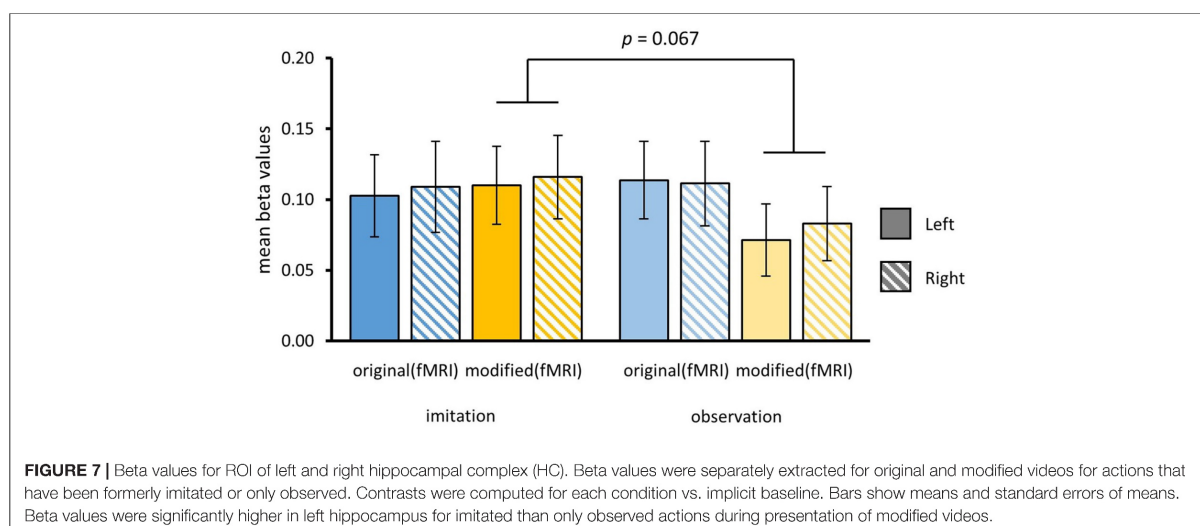 p = 0.067
0.20
0.15
0.10
0.05
0.00
mean beta values
Left
Right
original(fMRI) modified(fMRI) original(fMRI) modified(fMRI)
imitation observation
FIGURE 7 | Beta values for ROI of left and right hippocampal complex (HC). Beta values were separately extracted for original and modified videos for actions that
have been formerly imitated or only observed. Contrasts were computed for each condition vs. implicit baseline. Bars show means and standard errors of means.
Beta values were significantly higher in left hippocampus for imitated than only observed actions during presentation of modified videos.